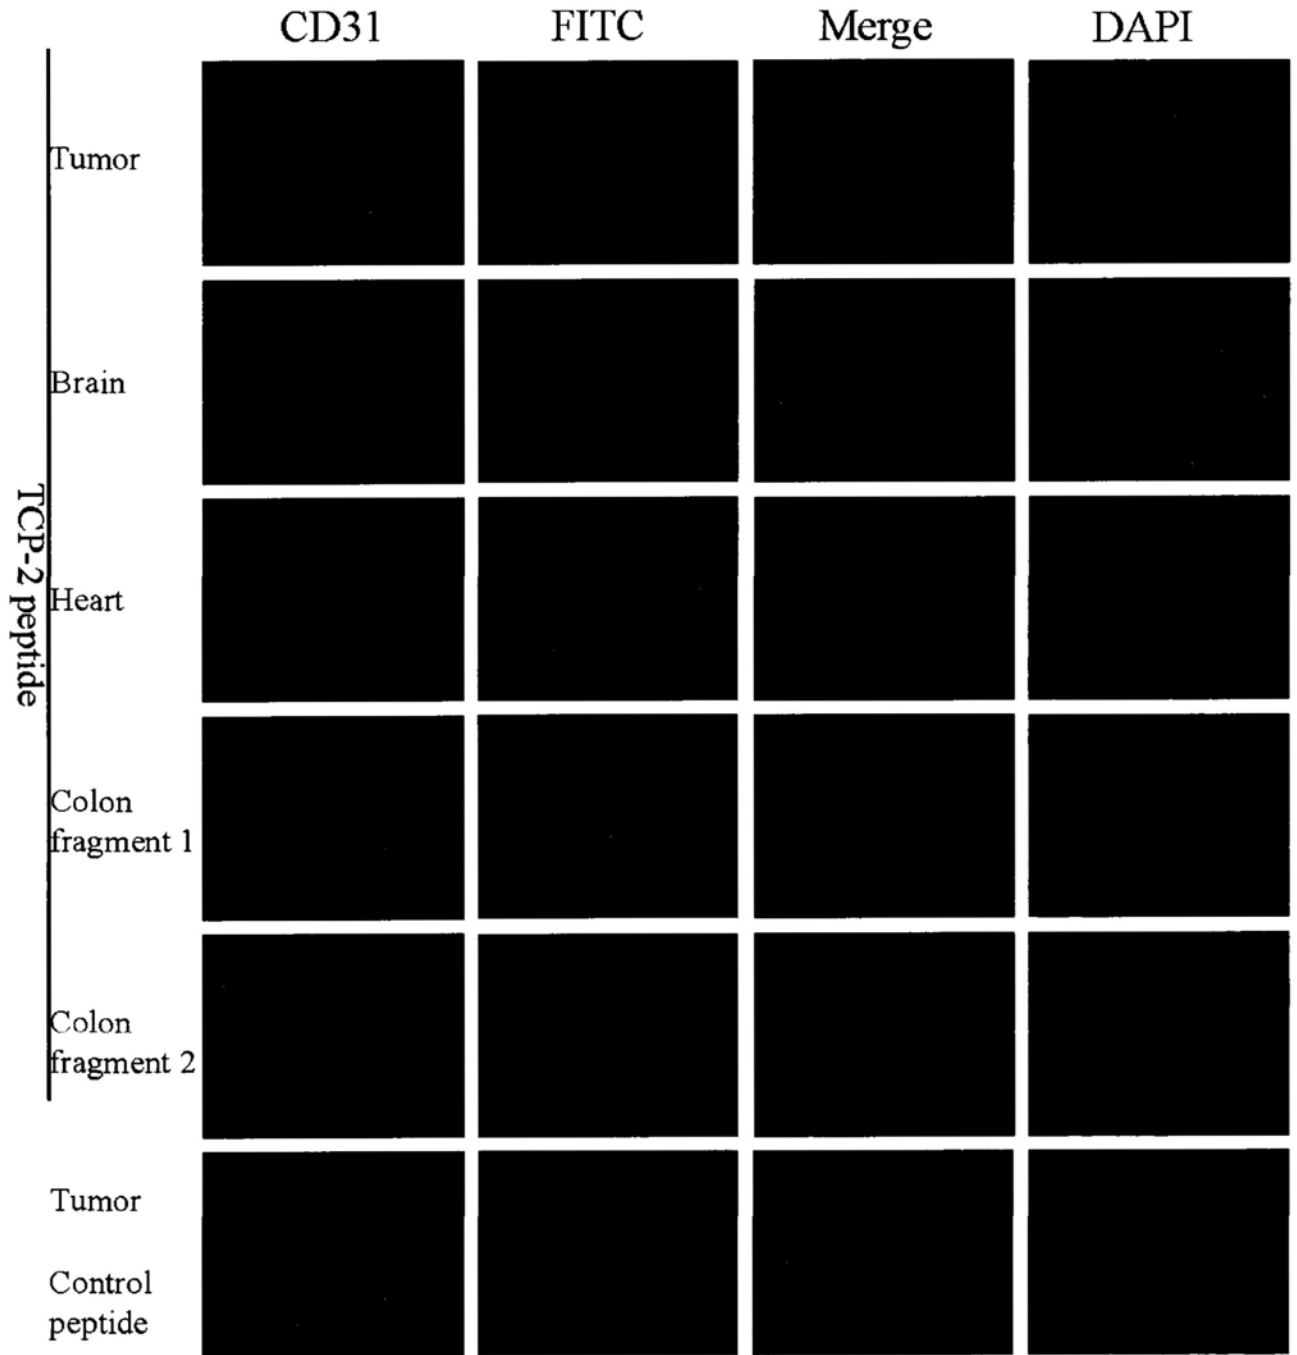 CD31 FITC Merge DAPI
TCP-2 peptide
Tumor
Brain
Heart
Colon
fragment 1
Colon
fragment 2
Tumor
Control
peptide